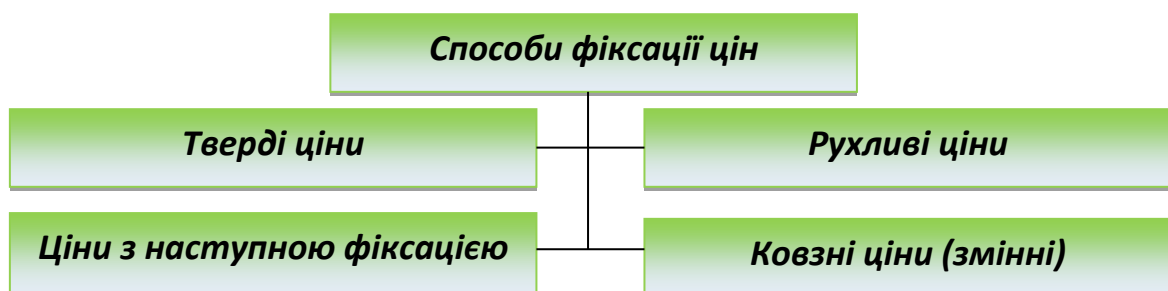 Способи фіксації цін
Тверді ціни
Рухливі ціни
Ціни з наступною фіксацією
Ковзні ціни (змінні)